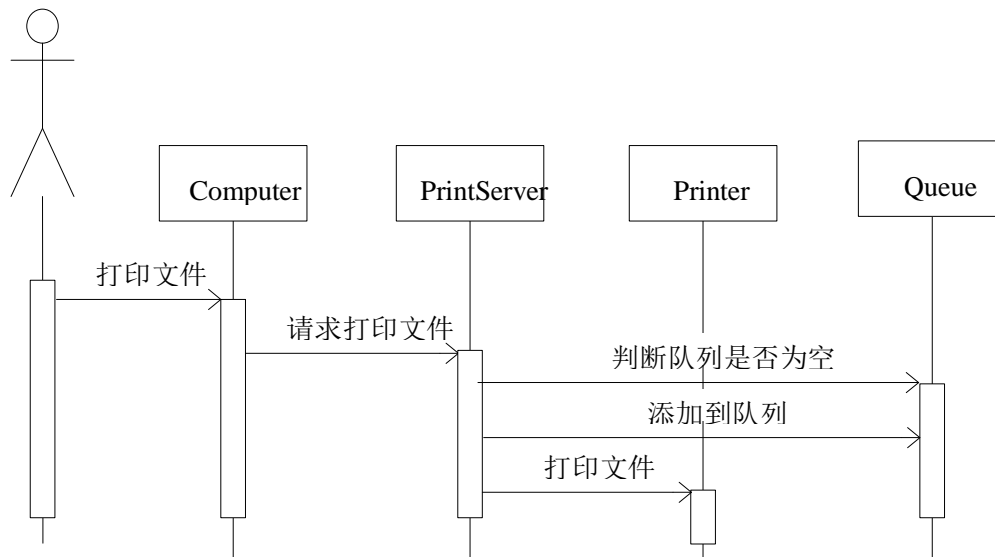 Computer
PrintServer
Printer
Queue
打印文件
请求打印文件
判断队列是否为空
添加到队列
打印文件